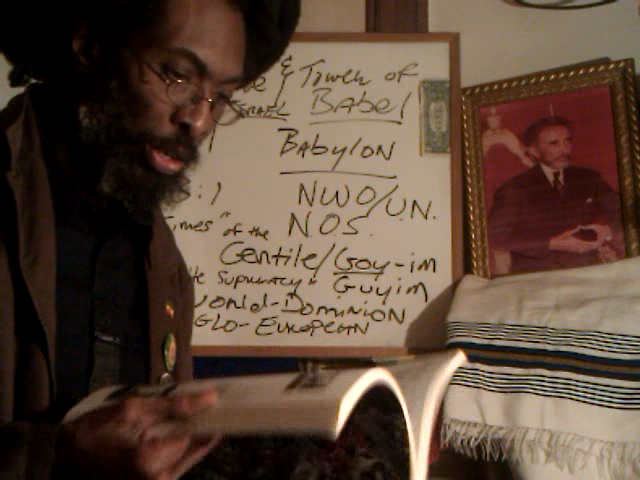 & Tower of
Babel
Babylon
:)
NWO/U.N.
"Times" of the NOS.
Gentile/Goy-im
Supremacy" Guyim
World-Dominion
GLO-EUROPEAN